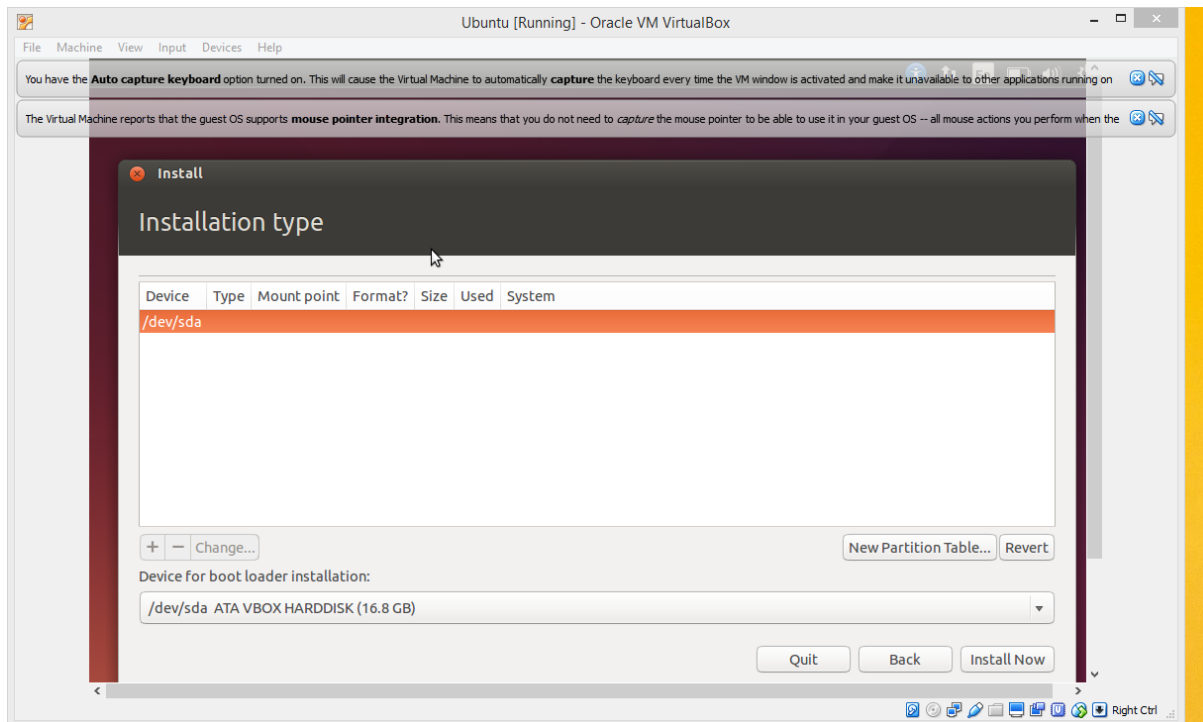 Ubuntu [Running] - Oracle VM VirtualBox
File Machine View Input Devices Help
You have the Auto capture keyboard option turned on. This will cause the Virtual Machine to automatically capture the keyboard every time the VM window is activated and make it unavailable to other applications running on
The Virtual Machine reports that the guest OS supports mouse pointer integration. This means that you do not need to capture the mouse pointer to be able to use it in your guest OS -- all mouse actions you perform when the
Install
Installation type
Device Type Mount point Format? Size Used System
/dev/sda
+ − Change... New Partition Table... Revert
Device for boot loader installation:
/dev/sda ATA VBOX HARDDISK (16.8 GB)
Quit Back Install Now
Right Ctrl